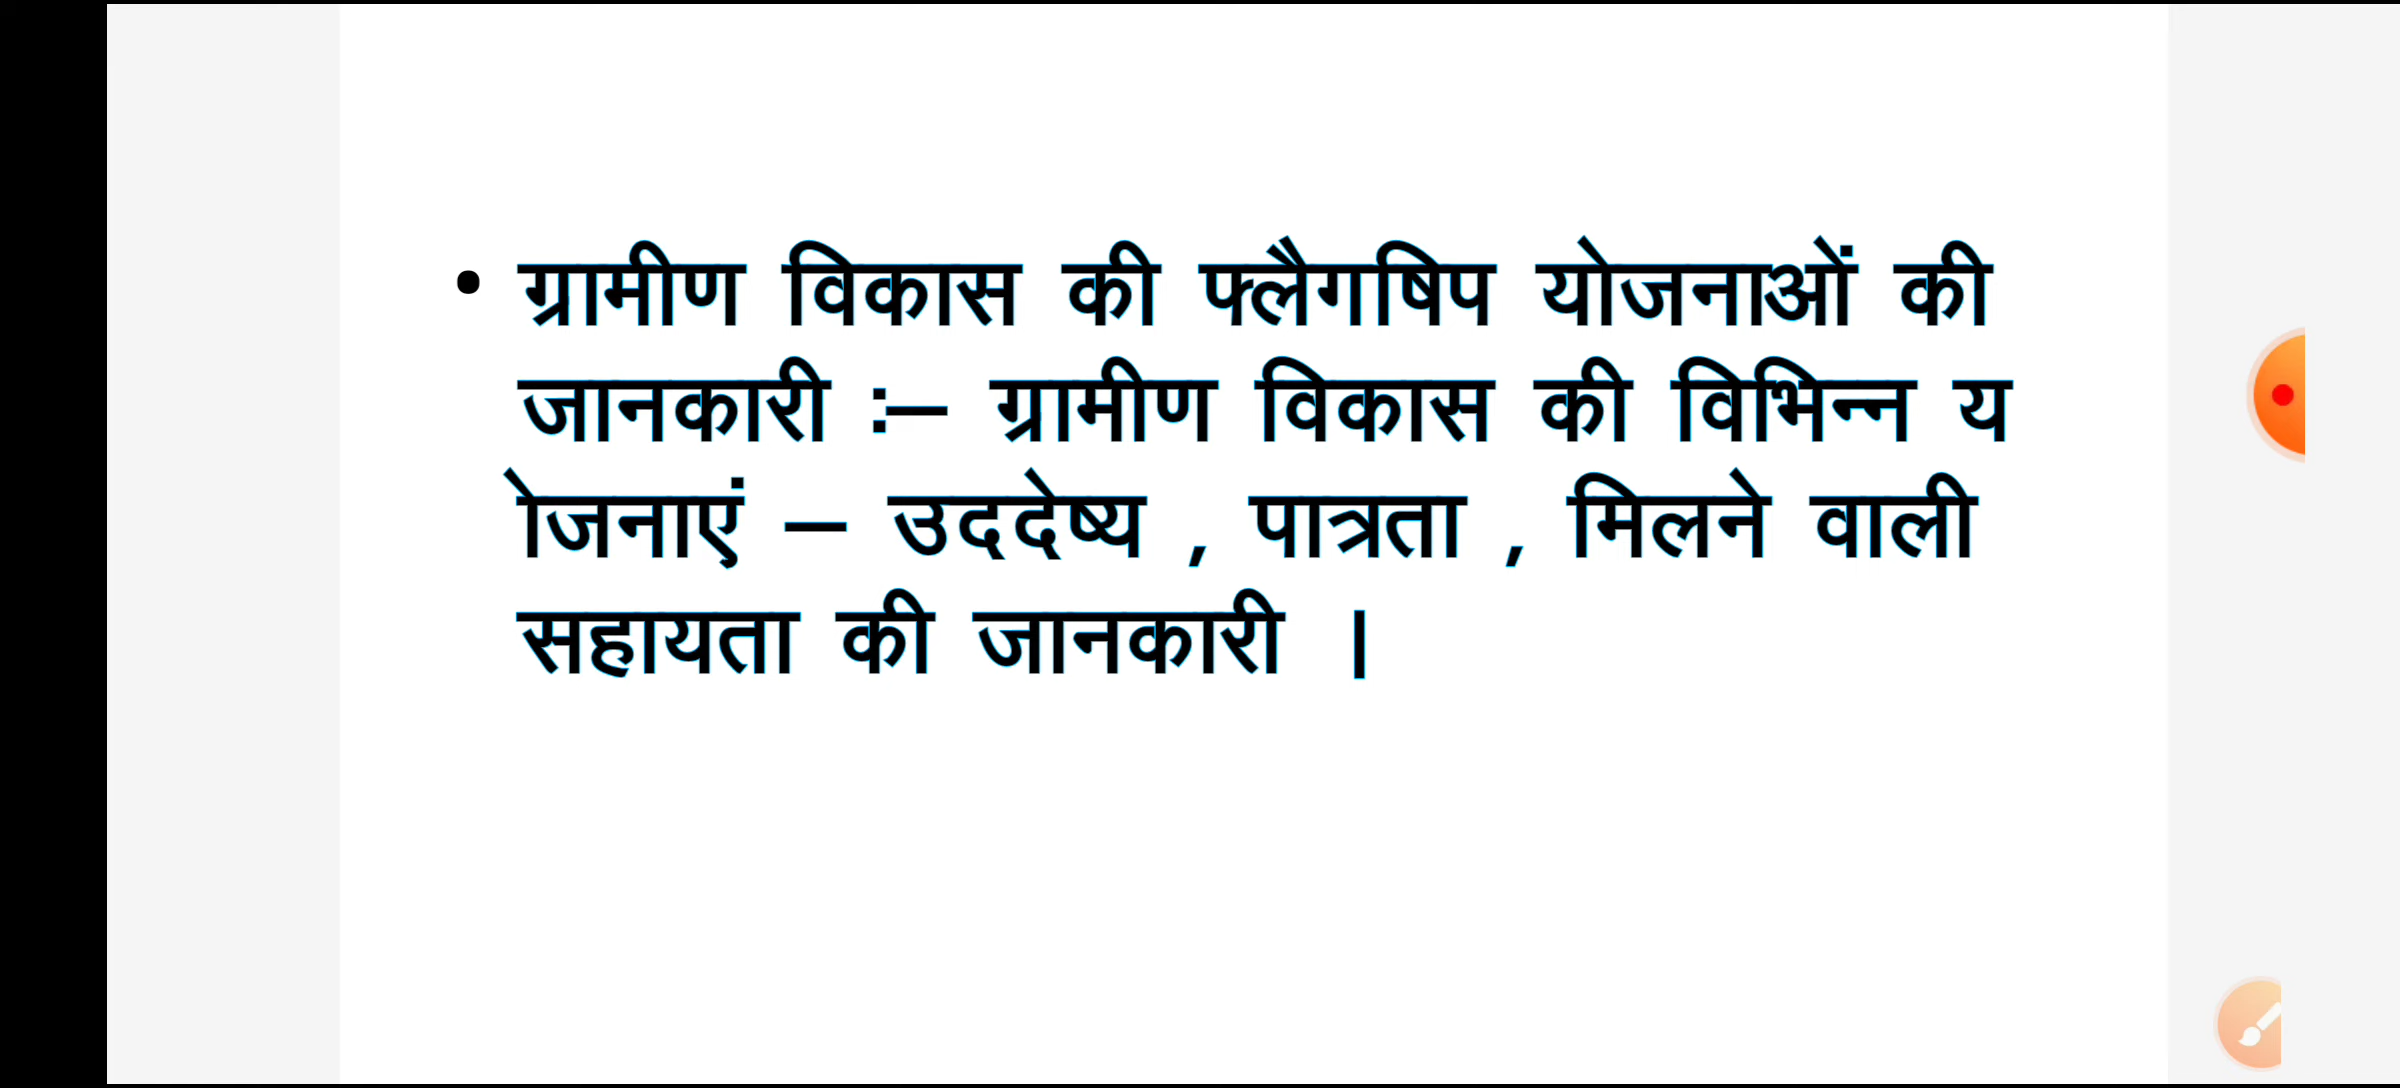 • ग्रामीण विकास की फ्लैगषिप योजनाओं की
जानकारी :– ग्रामीण विकास की विभिन्न य
ोजनाएं – उददेष्य , पात्रता , मिलने वाली
सहायता की जानकारी ।